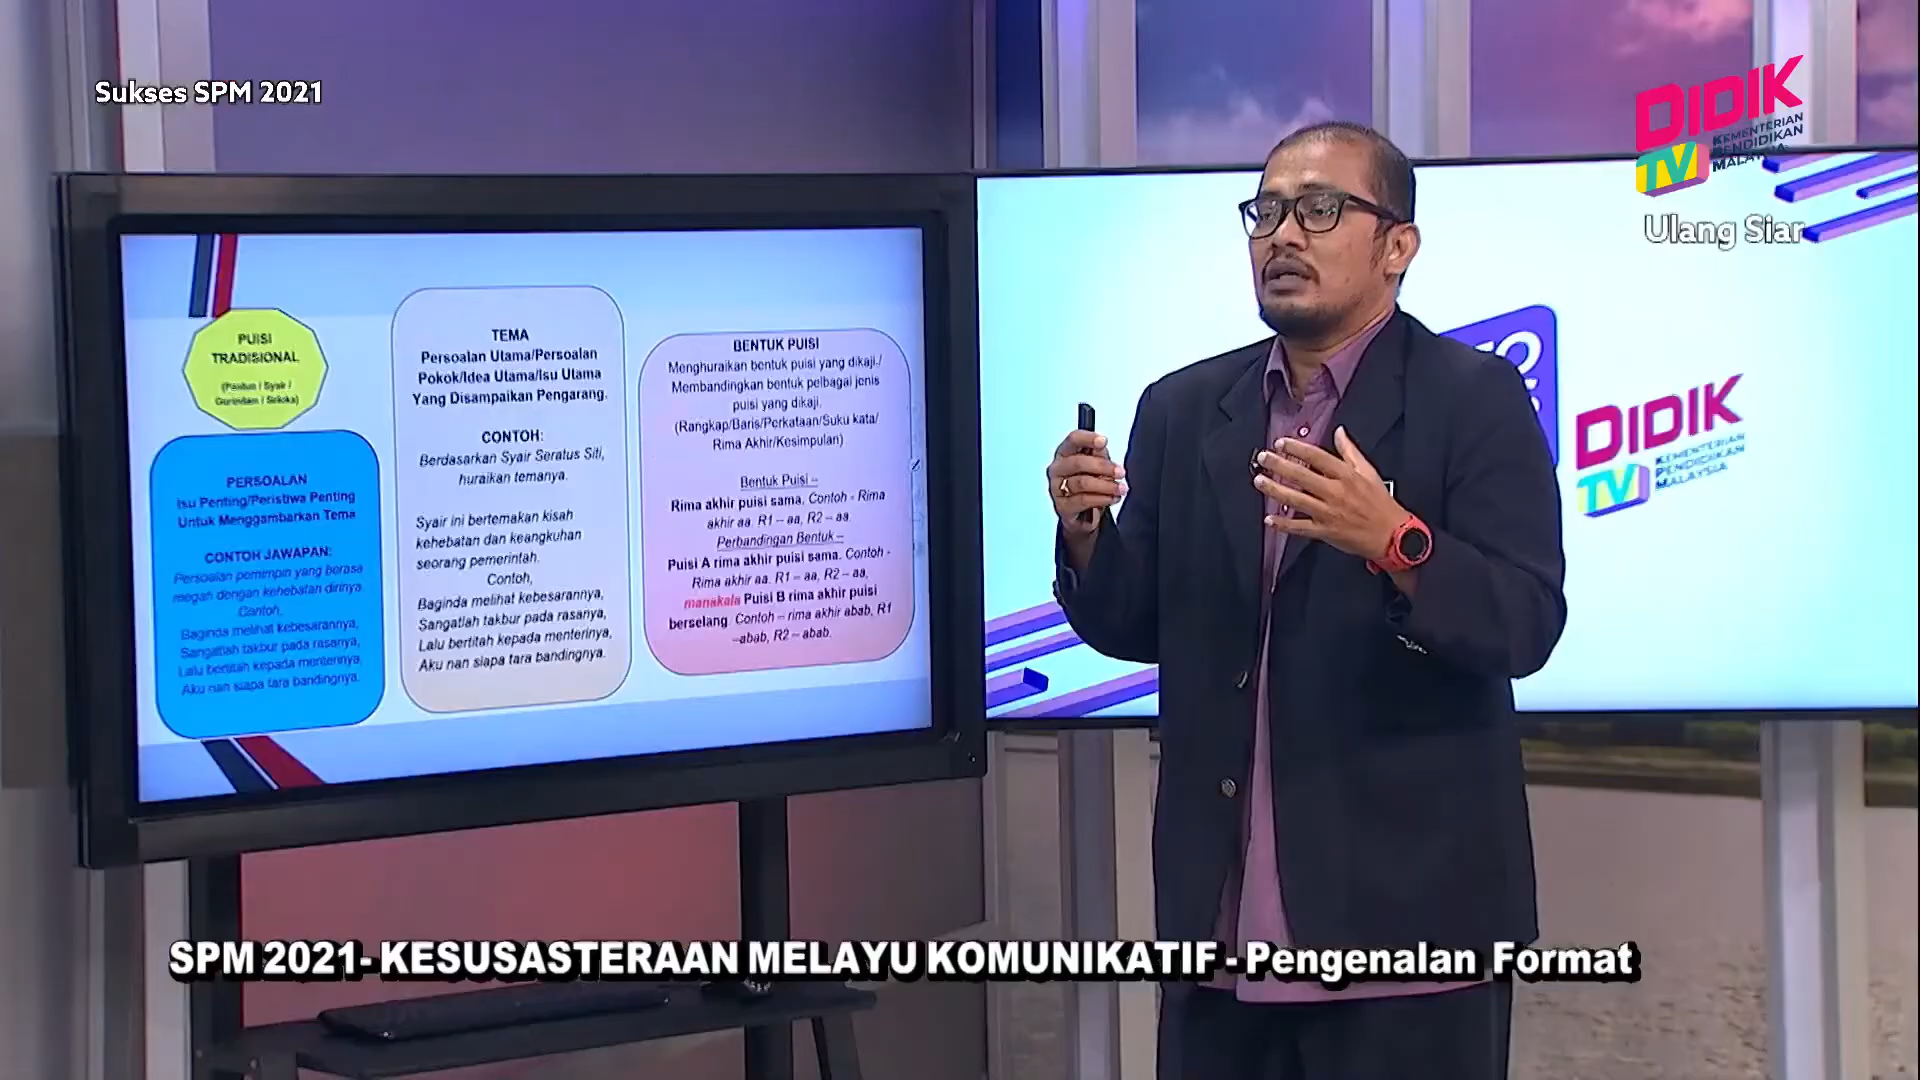 Sukses SPM 2021
DIDIK
TV
KEMENTERIAN
PENDIDIKAN
MALAYSIA
Ulang Siar
PUISI
TRADISIONAL
(Pantun / Syair /
Gurindam / Seloka)
PERSOALAN
Isu Penting/Peristiwa Penting
Untuk Menggambarkan Tema
CONTOH JAWAPAN:
Persoalan pemimpin yang berasa
megah dengan kehebatan dirinya.
Contoh,
Baginda melihat kebesarannya,
Sangatlah takbur pada rasanya,
Lalu bertitah kepada menterinya,
Aku nan siapa tara bandingnya.
TEMA
Persoalan Utama/Persoalan
Pokok/Idea Utama/Isu Utama
Yang Disampaikan Pengarang.
CONTOH:
Berdasarkan Syair Seratus Siti,
huraikan temanya.
Syair ini bertemakan kisah
kehebatan dan keangkuhan
seorang pemerintah.
Contoh,
Baginda melihat kebesarannya,
Sangatlah takbur pada rasanya,
Lalu bertitah kepada menterinya,
Aku nan siapa tara bandingnya.
BENTUK PUISI
Menghuraikan bentuk puisi yang dikaji./
Membandingkan bentuk pelbagai jenis
puisi yang dikaji.
(Rangkap/Baris/Perkataan/Suku kata/
Rima Akhir/Kesimpulan)
Bentuk Puisi –
Rima akhir puisi sama. Contoh - Rima
akhir aa. R1 – aa, R2 – aa.
Perbandingan Bentuk –
Puisi A rima akhir puisi sama. Contoh -
Rima akhir aa. R1 – aa, R2 – aa,
manakala Puisi B rima akhir puisi
berselang. Contoh – rima akhir abab, R1
–abab, R2 – abab.
DIDIK
TV
KEMENTERIAN
PENDIDIKAN
MALAYSIA
SPM 2021- KESUSASTERAAN MELAYU KOMUNIKATIF - Pengenalan Format